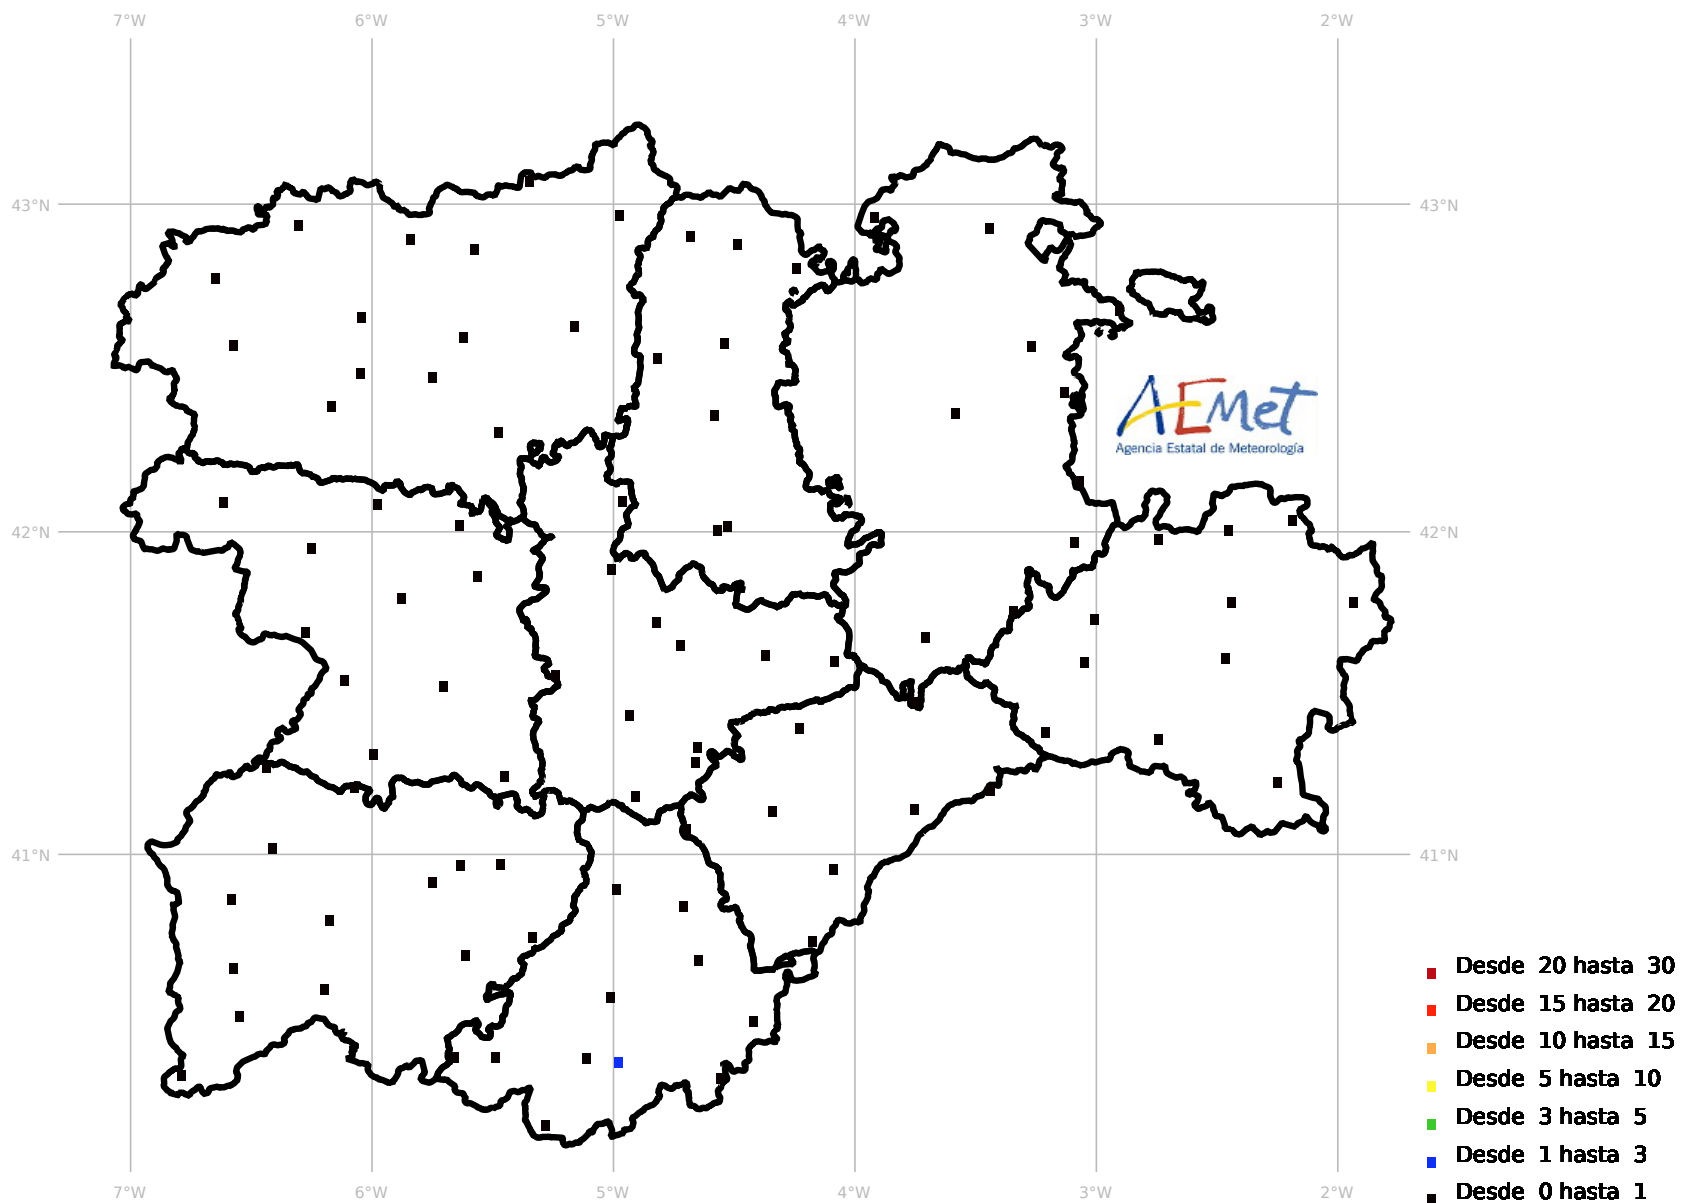 7°W 6°W 5°W 4°W 3°W 2°W
43°N 43°N
AEMet
Agencia Estatal de Meteorología
42°N 42°N
41°N 41°N
Desde 20 hasta 30
Desde 15 hasta 20
Desde 10 hasta 15
Desde 5 hasta 10
Desde 3 hasta 5
Desde 1 hasta 3
Desde 0 hasta 1
7°W 6°W 5°W 4°W 3°W 2°W